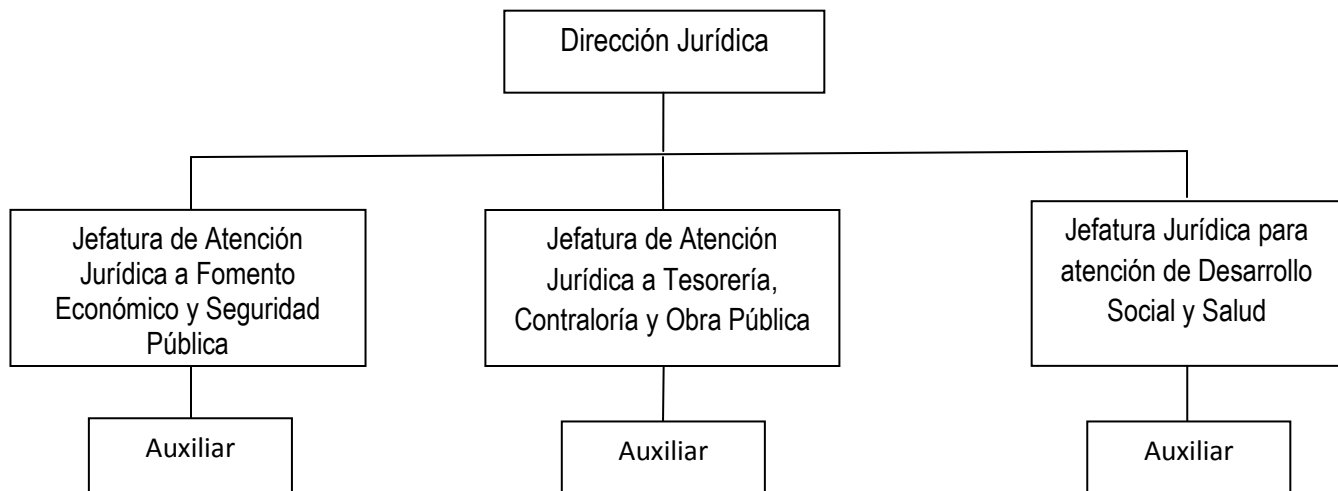 Dirección Jurídica
Jefatura de Atención
Jurídica a Fomento
Económico y Seguridad
Pública
Jefatura de Atención
Jurídica a Tesorería,
Contraloría y Obra Pública
Jefatura Jurídica para
atención de Desarrollo
Social y Salud
Auxiliar
Auxiliar
Auxiliar